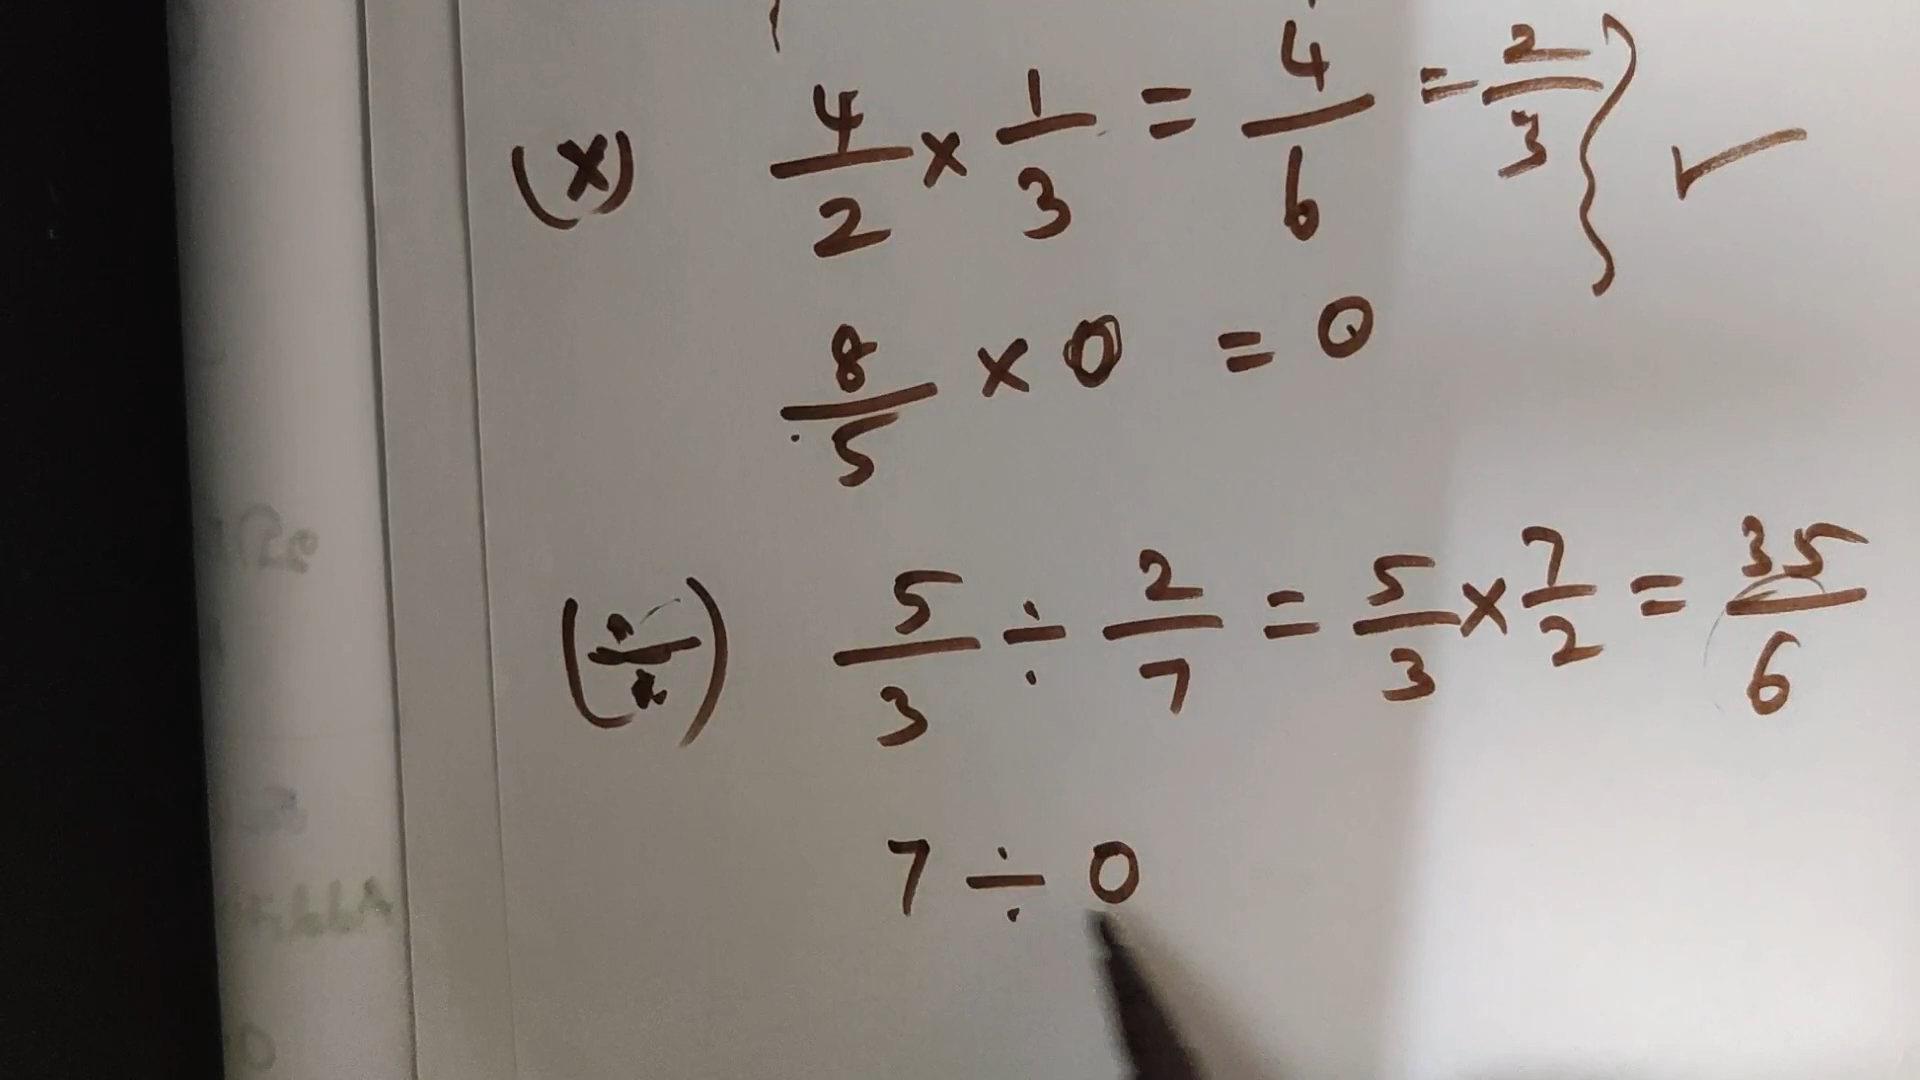 (×) 4/2 × 1/3 = 4/6 = 2/3 } ✓
8/5 × 0 = 0
(÷) 5/3 ÷ 2/7 = 5/3 × 7/2 = 35/6
7 ÷ 0